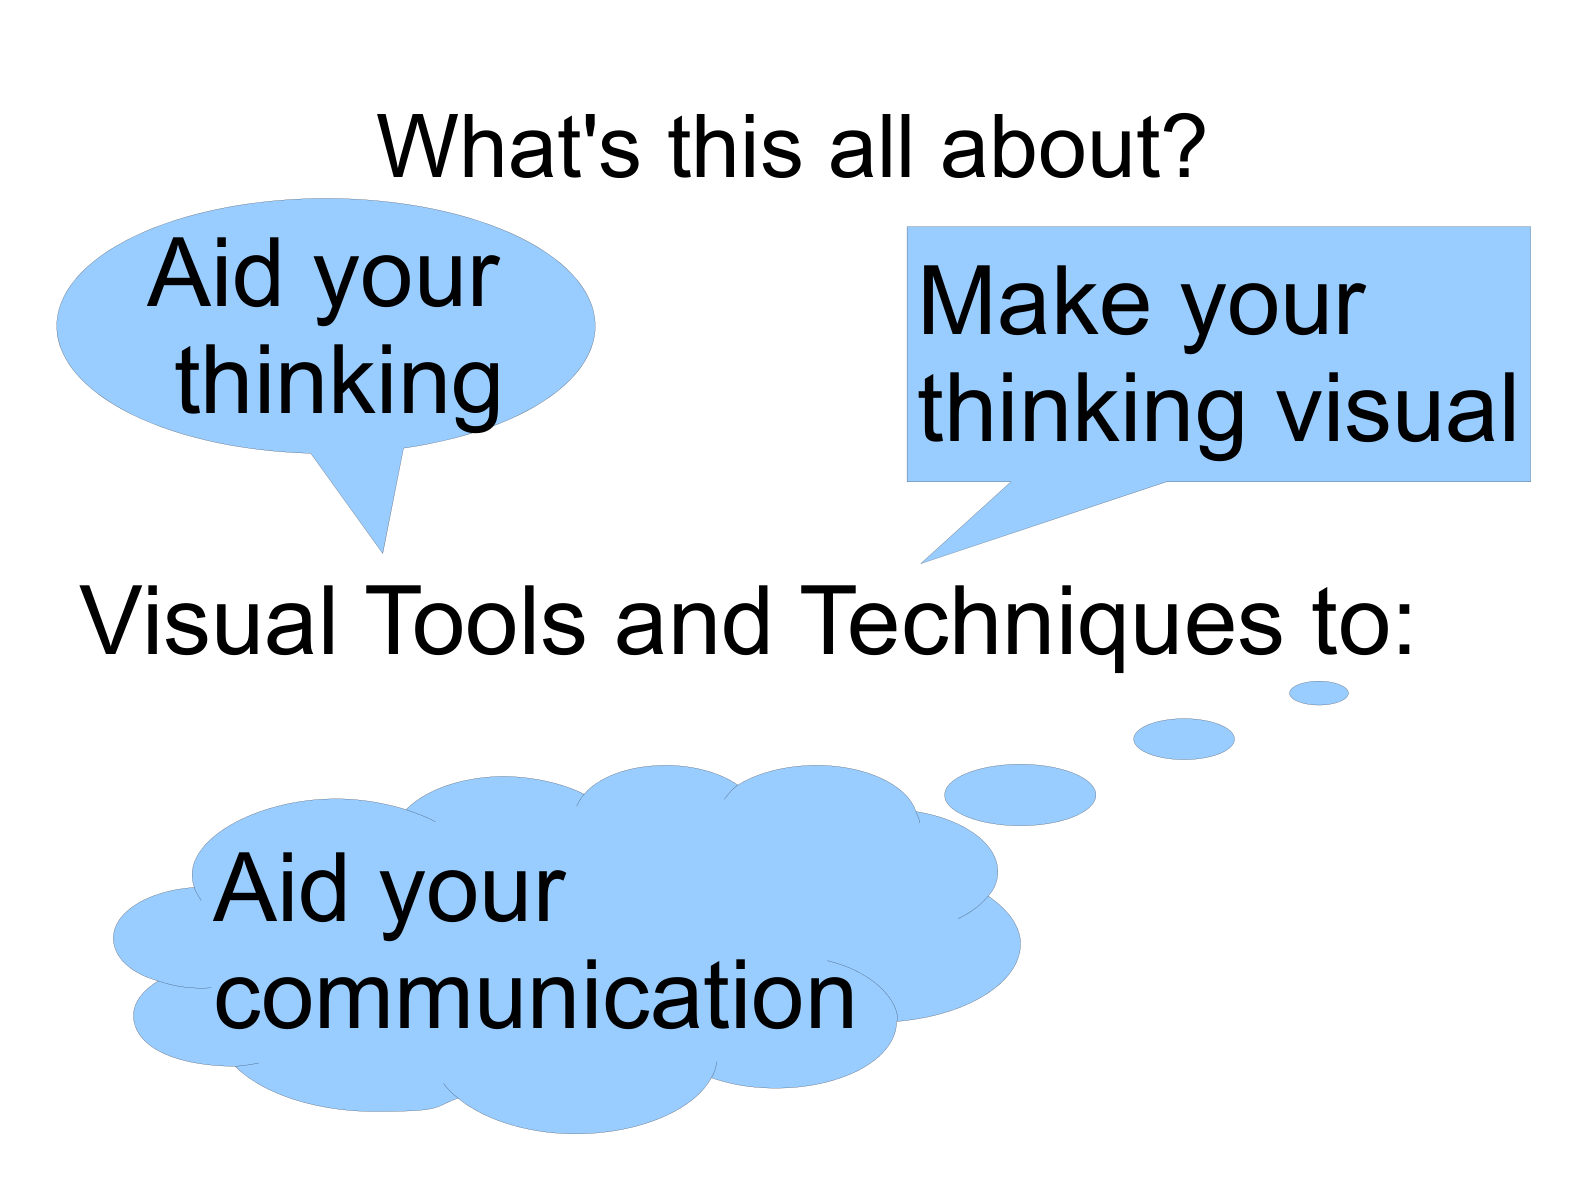 What's this all about?
Aid your
thinking
Make your
thinking visual
Visual Tools and Techniques to:
Aid your
communication